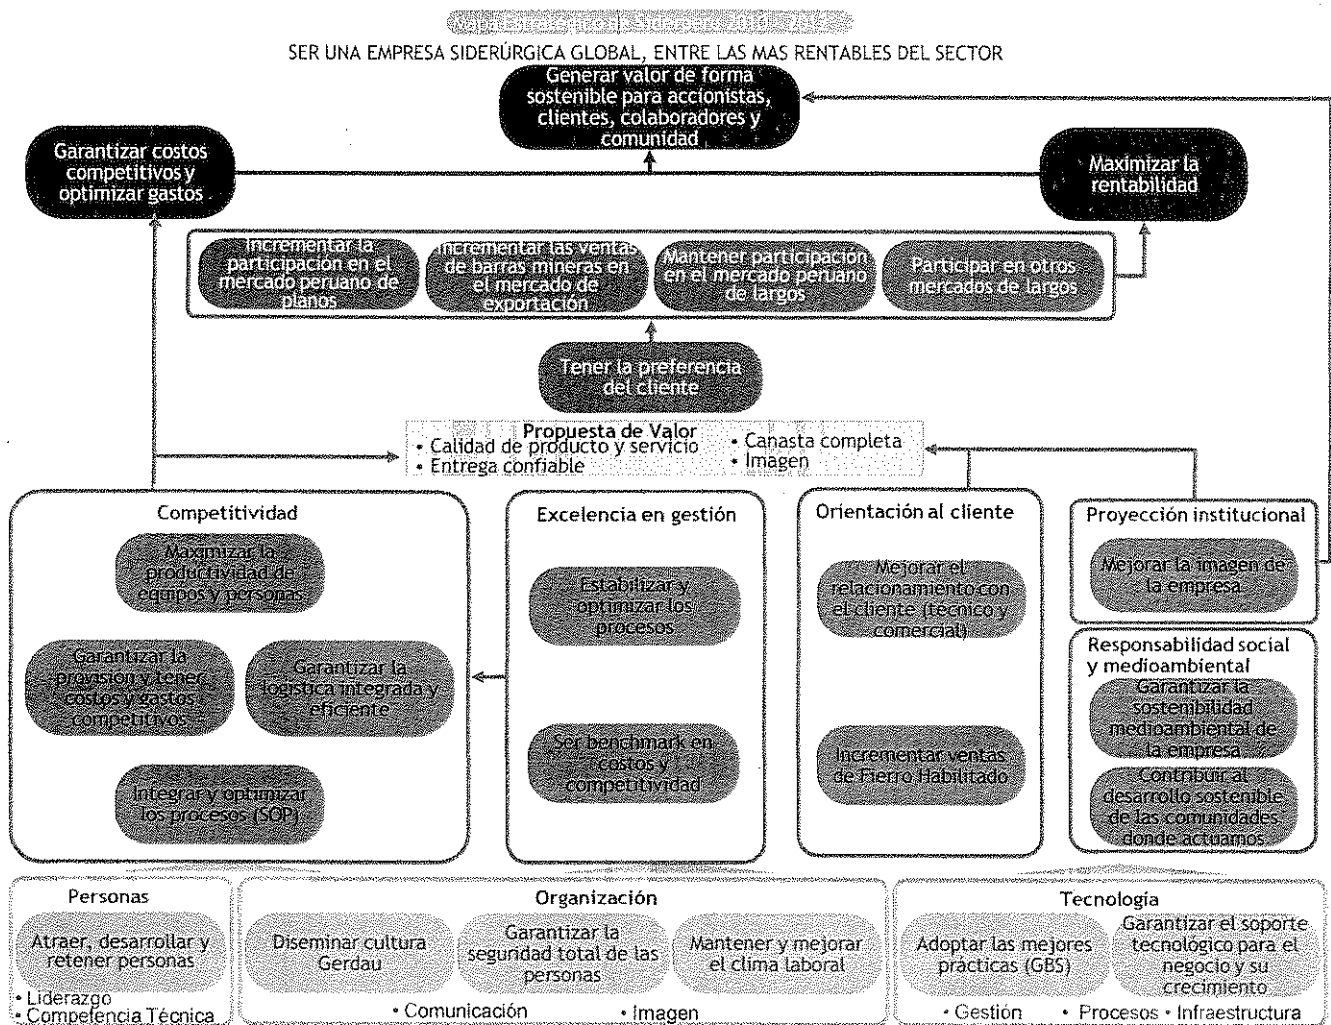 Mapa Estratégico de Siderperú
SER UNA EMPRESA SIDERÚRGICA GLOBAL, ENTRE LAS MAS RENTABLES DEL SECTOR
Generar valor de forma
sostenible para accionistas,
clientes, colaboradores y
comunidad
Garantizar costos
competitivos y
optimizar gastos
Maximizar la
rentabilidad
Incrementar la
participación en el
mercado peruano de
planos
Incrementar las ventas
de barras mineras en
el mercado de
exportación
Mantener participación
en el mercado peruano
de largos
Participar en otros
mercados de largos
Tener la preferencia
del cliente
Propuesta de Valor
• Calidad de producto y servicio
• Entrega confiable
• Canasta completa
• Imagen
Competitividad
Maximizar la
productividad de
equipos y personas
Garantizar la
provisión y tener
costos y gastos
competitivos
Garantizar la
logística integrada y
eficiente
Integrar y optimizar
los procesos (SOP)
Excelencia en gestión
Estabilizar y
optimizar los
procesos
Ser benchmark en
costos y
competitividad
Orientación al cliente
Mejorar el
relacionamiento con
el cliente (técnico y
comercial)
Incrementar ventas
de Fierro Habilitado
Proyección institucional
Mejorar la imagen de
la empresa
Responsabilidad social
y medioambiental
Garantizar la
sostenibilidad
medioambiental de
la empresa
Contribuir al
desarrollo sostenible
de las comunidades
donde actuamos
Personas
Atraer, desarrollar y
retener personas
• Liderazgo
• Competencia Técnica
Organización
Diseminar cultura
Gerdau
Garantizar la
seguridad total de las
personas
Mantener y mejorar
el clima laboral
• Comunicación
• Imagen
Tecnología
Adoptar las mejores
prácticas (GBS)
Garantizar el soporte
tecnológico para el
negocio y su
crecimiento
• Gestión • Procesos • Infraestructura